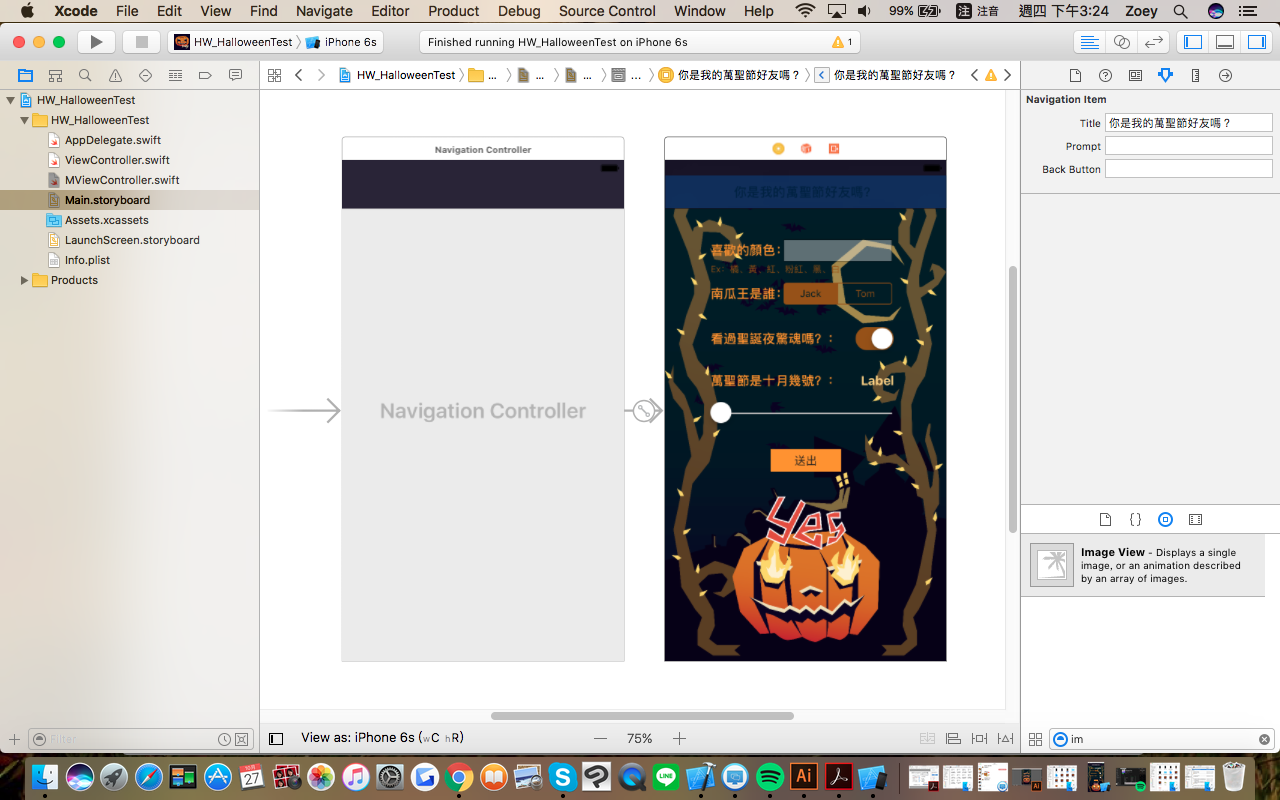 Xcode File Edit View Find Navigate Editor Product Debug Source Control Window Help 99% 注 注音 週四 下午3:24 Zoey
HW_HalloweenTest iPhone 6s Finished running HW_HalloweenTest on iPhone 6s 1
HW_HalloweenTest ... ... ... ... 你是我的萬聖節好友嗎？ 你是我的萬聖節好友嗎？
HW_HalloweenTest
HW_HalloweenTest
AppDelegate.swift
ViewController.swift
MViewController.swift
Main.storyboard
Assets.xcassets
LaunchScreen.storyboard
Info.plist
Products
Filter
Navigation Controller
Navigation Controller
你是我的萬聖節好友嗎?
喜歡的顏色：
Ex：橘、黃、紅、粉紅、黑、
南瓜王是誰： Jack Tom
看過聖誕夜驚魂嗎？：
萬聖節是十月幾號？： Label
送出
Yes
View as: iPhone 6s (wC hR) 75%
Navigation Item
Title 你是我的萬聖節好友嗎？
Prompt
Back Button
{}
Image View - Displays a single
image, or an animation described
by an array of images.
im
10月
27
S
LINE
Ai